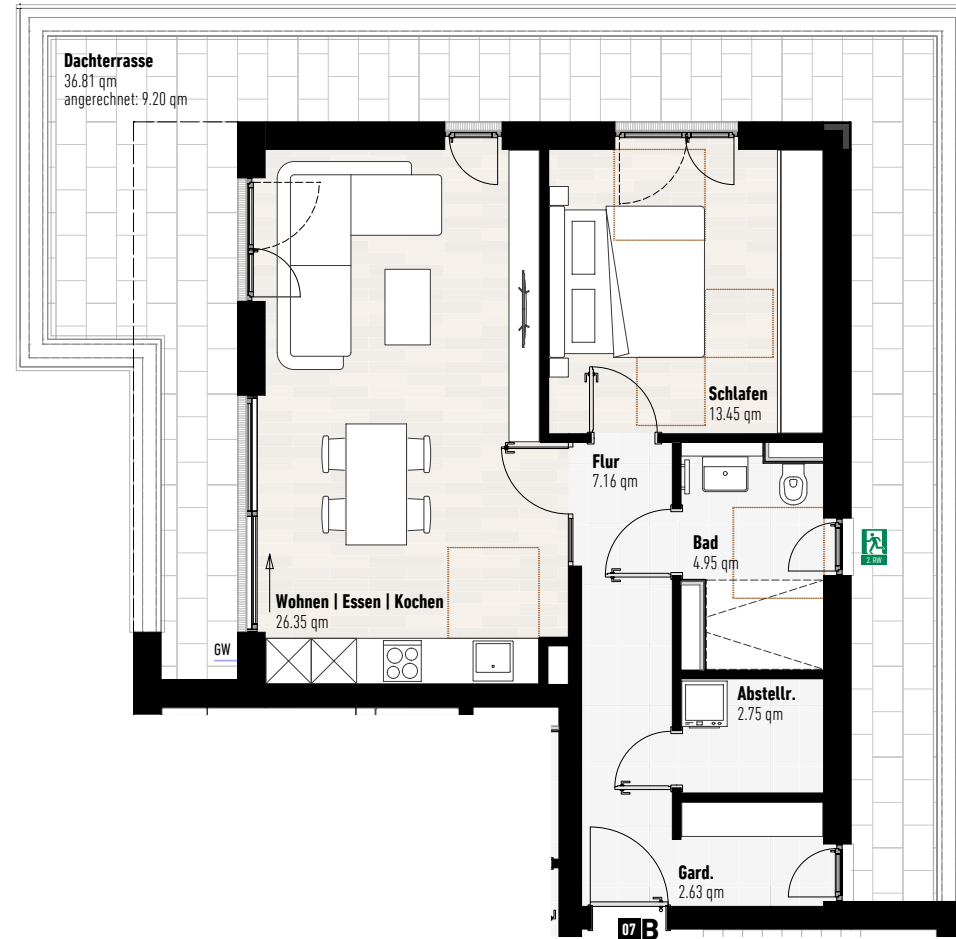 Dachterrasse
36.81 qm
angerechnet: 9.20 qm
Schlafen
13.45 qm
Flur
7.16 qm
Bad
4.95 qm
2. RW
Wohnen | Essen | Kochen
26.35 qm
GW
Abstellr.
2.75 qm
Gard.
2.63 qm
07 B